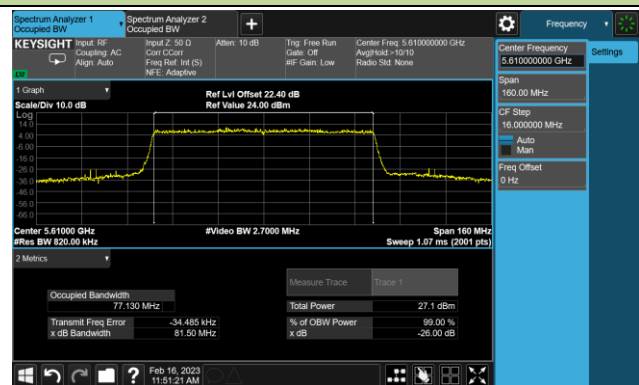 Spectrum Analyzer 1
Occupied BW
Spectrum Analyzer 2
Occupied BW
Frequency
KEYSIGHT
Input: RF
Coupling: AC
Align: Auto
Input Z: 50 Ω
Corr CCorr
Freq Ref: Int (S)
NFE: Adaptive
Atten: 10 dB
Trig: Free Run
Gate: Off
#IF Gain: Low
Center Freq: 5.610000000 GHz
Avg|Hold:>10/10
Radio Std: None
Center Frequency
5.610000000 GHz
Settings
Span
160.00 MHz
CF Step
16.000000 MHz
Auto
Man
Freq Offset
0 Hz
1 Graph
Scale/Div 10.0 dB
Ref Lvl Offset 22.40 dB
Ref Value 24.00 dBm
Log
14.0
4.00
-6.00
-16.0
-26.0
-36.0
-46.0
-56.0
-66.0
Center 5.61000 GHz
#Video BW 2.7000 MHz
Span 160 MHz
#Res BW 820.00 kHz
Sweep 1.07 ms (2001 pts)
2 Metrics
Measure Trace
Trace 1
Occupied Bandwidth
77.130 MHz
Total Power
27.1 dBm
Transmit Freq Error
-34.485 kHz
% of OBW Power
99.00 %
x dB Bandwidth
81.50 MHz
x dB
-26.00 dB
?
Feb 16, 2023
11:51:21 AM